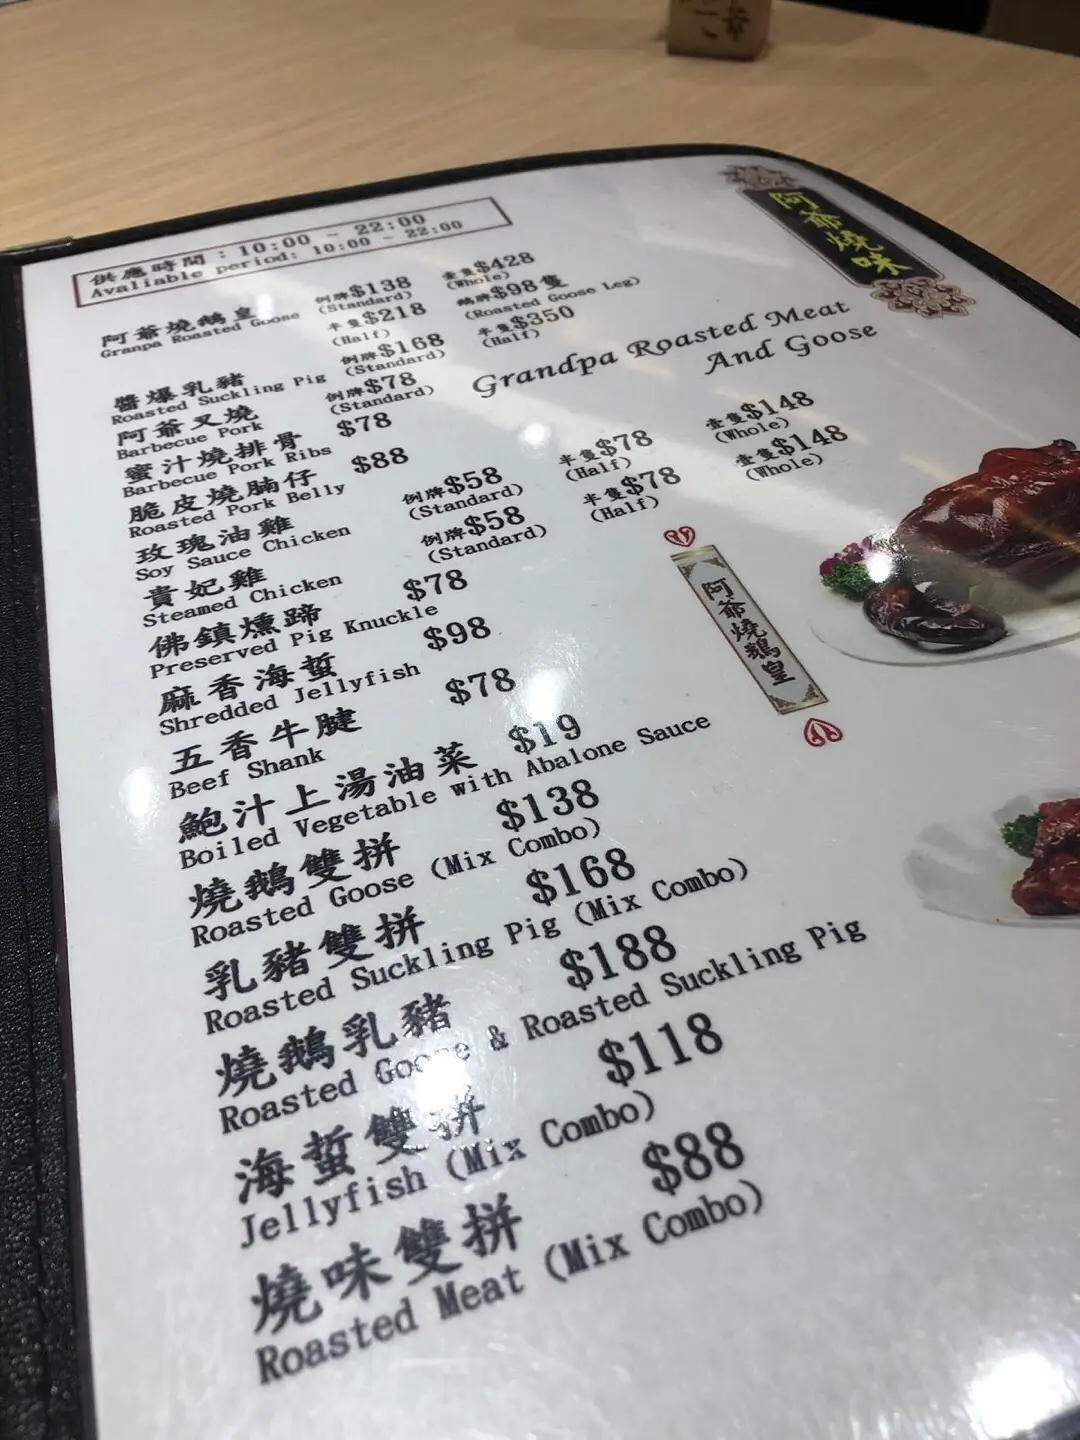 供應時間：10:00 - 22:00
Avaliable period: 10:00 - 22:00
阿爺燒味
阿爺燒鵝皇 例牌$138 壹隻$428
Granpa Roasted Goose (Standard) (Whole)
半隻$218 鵝牌$98隻
(Half) (Roasted Goose Leg)
醬爆乳豬 例牌$168 半隻$350
Roasted Suckling Pig (Standard) (Half)
Grandpa Roasted Meat
And Goose
阿爺叉燒 例牌$78
Barbecue Pork (Standard)
蜜汁燒排骨 $78
Barbecue Pork Ribs
脆皮燒腩仔 $88
Roasted Pork Belly
玫瑰油雞 例牌$58 半隻$78 壹隻$148
Soy Sauce Chicken (Standard) (Half) (Whole)
貴妃雞 例牌$58 半隻$78 壹隻$148
Steamed Chicken (Standard) (Half) (Whole)
佛鎮燻蹄 $78
Preserved Pig Knuckle
麻香海蜇 $98
Shredded Jellyfish
五香牛腱 $78
Beef Shank
阿爺燒鵝皇
鮑汁上湯油菜 $19
Boiled Vegetable with Abalone Sauce
燒鵝雙拼 $138
Roasted Goose (Mix Combo)
乳豬雙拼 $168
Roasted Suckling Pig (Mix Combo)
燒鵝乳豬 $188
Roasted Goose & Roasted Suckling Pig
海蜇雙拼 $118
Jellyfish (Mix Combo)
燒味雙拼 $88
Roasted Meat (Mix Combo)